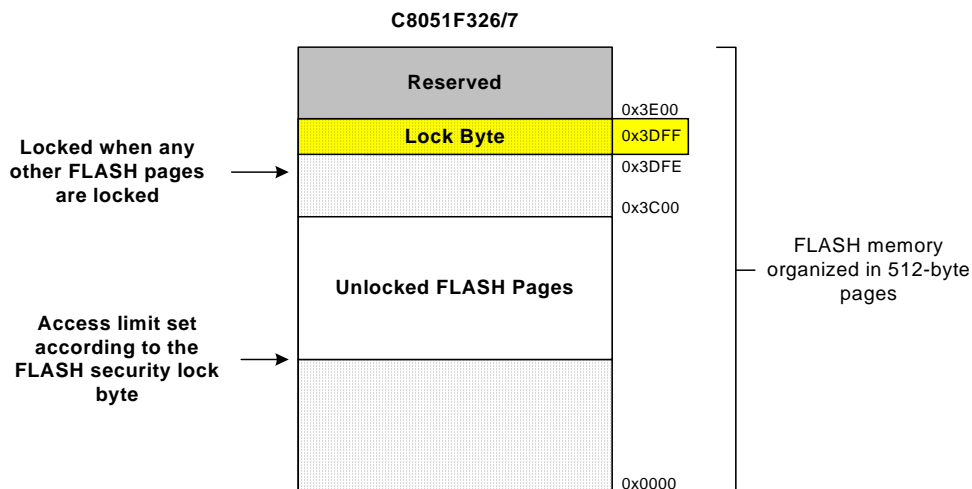 C8051F326/7
Reserved
0x3E00
Lock Byte
0x3DFF
Locked when any
other FLASH pages
are locked
0x3DFE
0x3C00
Unlocked FLASH Pages
FLASH memory
organized in 512-byte
pages
Access limit set
according to the
FLASH security lock
byte
0x0000